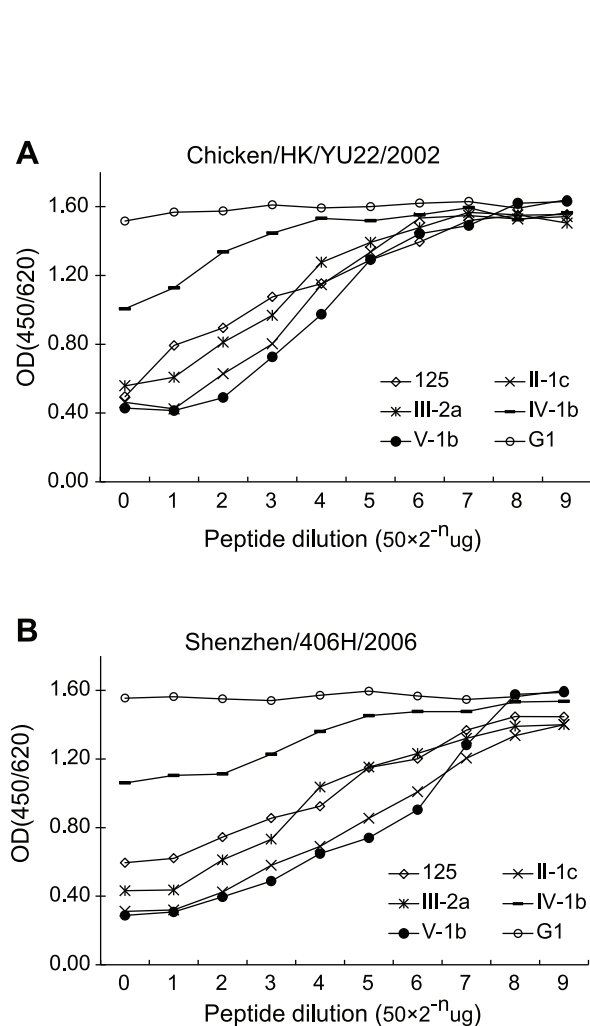 A
Chicken/HK/YU22/2002
OD(450/620)
1.60
1.20
0.80
0.40
0.00
125
II-1c
III-2a
IV-1b
V-1b
G1
0 1 2 3 4 5 6 7 8 9
Peptide dilution (50×2⁻ⁿug)
B
Shenzhen/406H/2006
OD(450/620)
1.60
1.20
0.80
0.40
0.00
125
II-1c
III-2a
IV-1b
V-1b
G1
0 1 2 3 4 5 6 7 8 9
Peptide dilution (50×2⁻ⁿug)